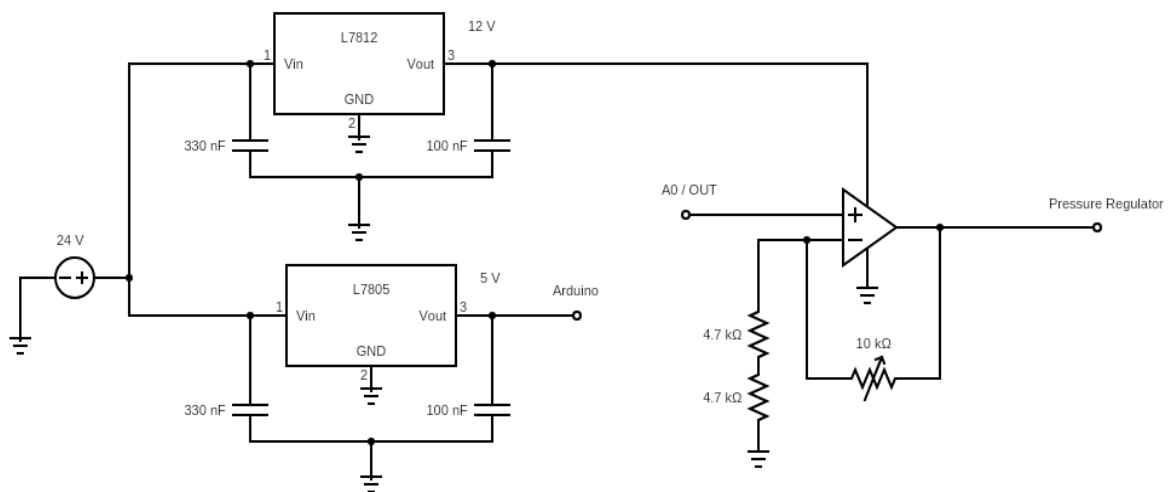 12 V
L7812
1
Vin
Vout
3
GND
2
330 nF
100 nF
A0 / OUT
Pressure Regulator
24 V
5 V
L7805
Arduino
1
Vin
Vout
3
GND
2
330 nF
100 nF
4.7 kΩ
10 kΩ
4.7 kΩ